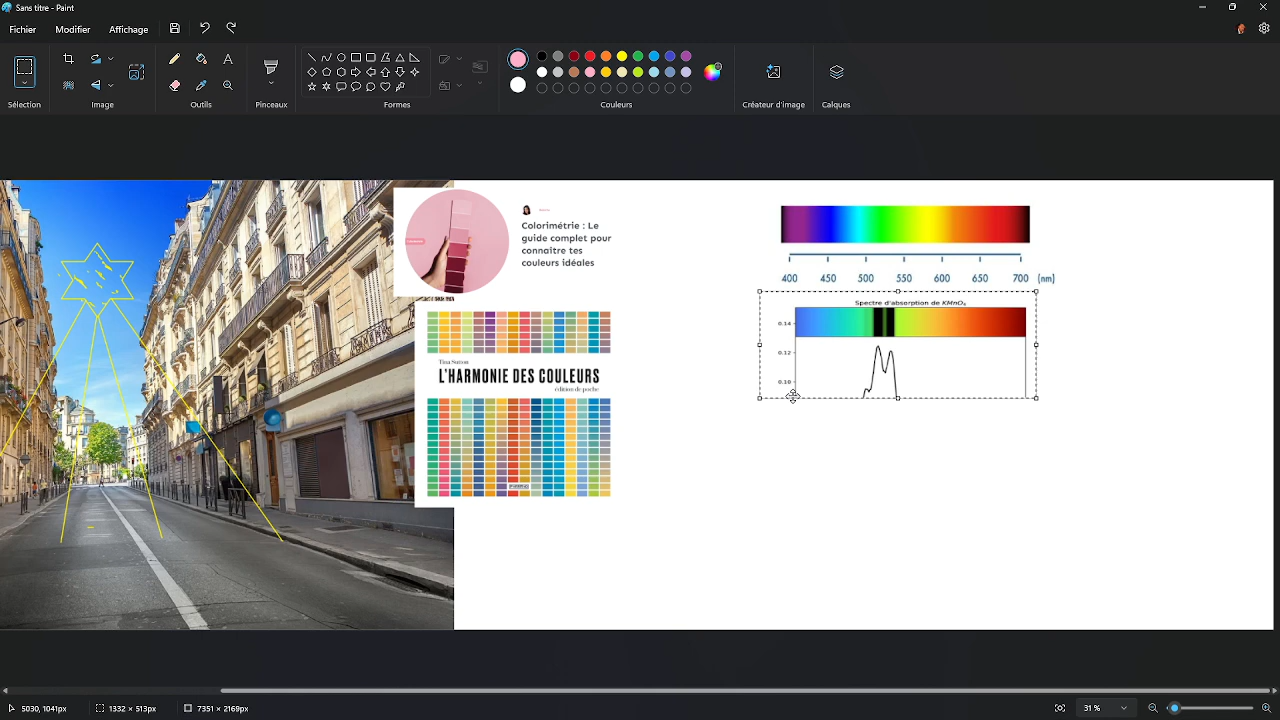 Sans titre - Paint
Fichier Modifier Affichage
Sélection Image Outils Pinceaux Formes Couleurs Créateur d'image Calques
Colorimétrie : Le
guide complet pour
connaître tes
couleurs idéales
Tina Sutton
L'HARMONIE DES COULEURS
édition de poche
400 450 500 550 600 650 700 (nm)
Spectre d'absorption de KMnO₄
0.14
0.12
0.10
5030, 1041px 1332 × 513px 7351 × 2169px 31 %